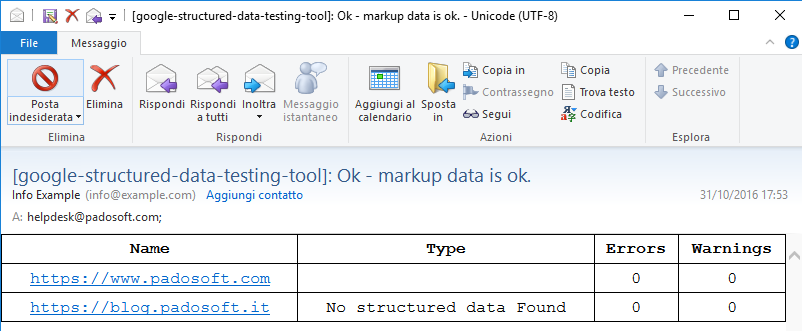 [google-structured-data-testing-tool]: Ok - markup data is ok. - Unicode (UTF-8)
File Messaggio
Posta indesiderata
Elimina
Rispondi
Rispondi a tutti
Inoltra
Messaggio istantaneo
Aggiungi al calendario
Sposta in
Copia in
Contrassegno
Segui
Copia
Trova testo
Codifica
Precedente
Successivo
Elimina Rispondi Azioni Esplora
[google-structured-data-testing-tool]: Ok - markup data is ok.
Info Example (info@example.com) Aggiungi contatto 31/10/2016 17:53
A: helpdesk@padosoft.com;
Name Type Errors Warnings
https://www.padosoft.com 0 0
https://blog.padosoft.it No structured data Found 0 0